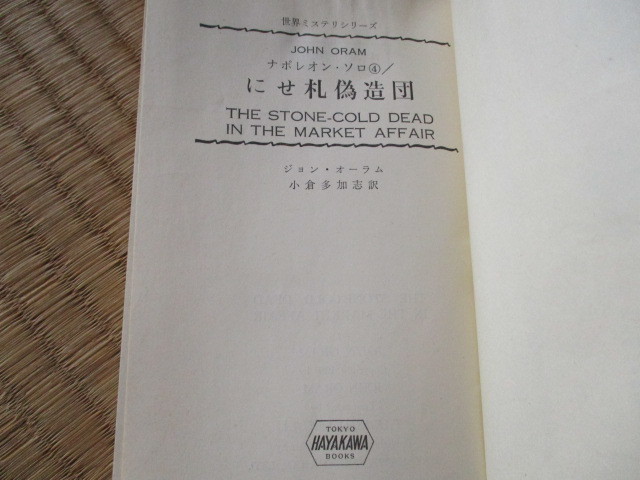 世界ミステリシリーズ
JOHN ORAM
ナポレオン・ソロ④/
にせ札偽造団
THE STONE-COLD DEAD
IN THE MARKET AFFAIR
ジョン・オーラム
小倉多加志訳
TOKYO
HAYAKAWA
BOOKS